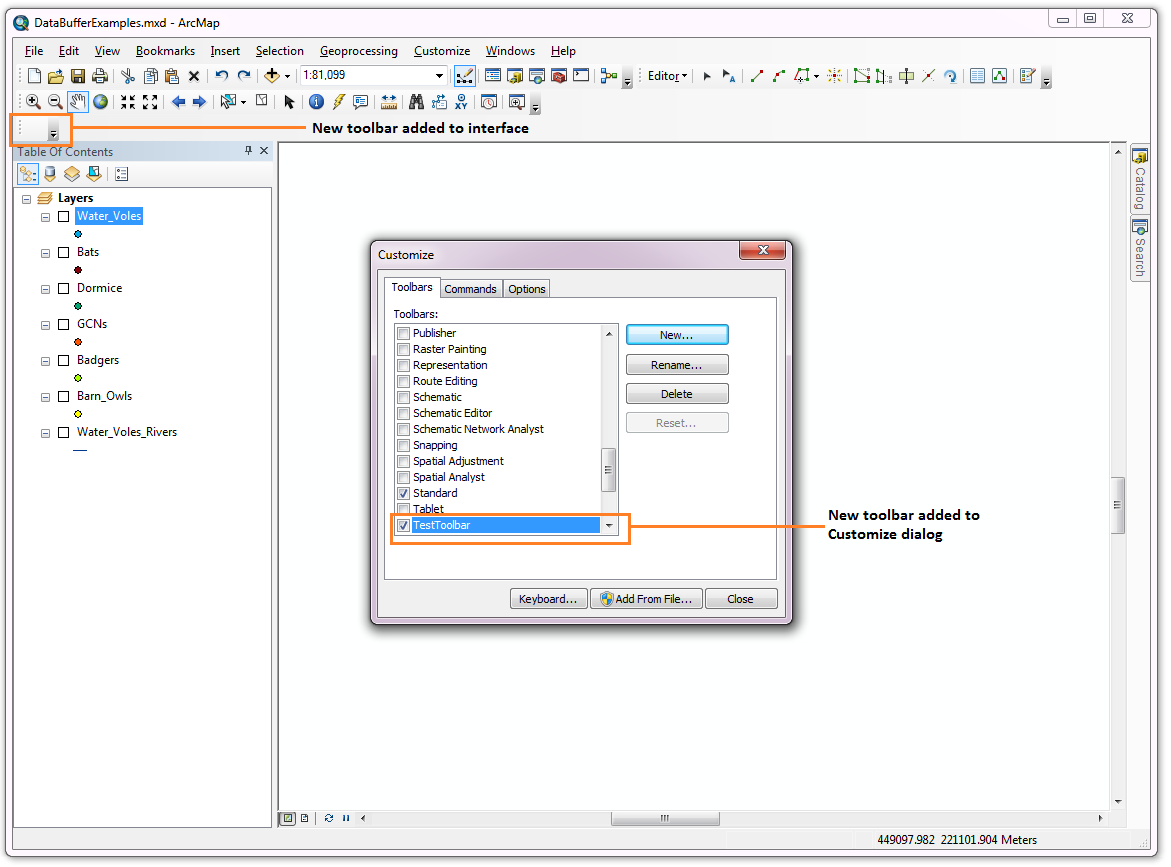 DataBufferExamples.mxd - ArcMap
File Edit View Bookmarks Insert Selection Geoprocessing Customize Windows Help
1:81,099 Editor
New toolbar added to interface
Table Of Contents
Layers
Water_Voles
Bats
Dormice
GCNs
Badgers
Barn_Owls
Water_Voles_Rivers
Catalog
Search
Customize
Toolbars Commands Options
Toolbars:
Publisher
Raster Painting
Representation
Route Editing
Schematic
Schematic Editor
Schematic Network Analyst
Snapping
Spatial Adjustment
Spatial Analyst
Standard
Tablet
TestToolbar
New...
Rename...
Delete
Reset...
Keyboard... Add From File... Close
New toolbar added to
Customize dialog
449097.982 221101.904 Meters